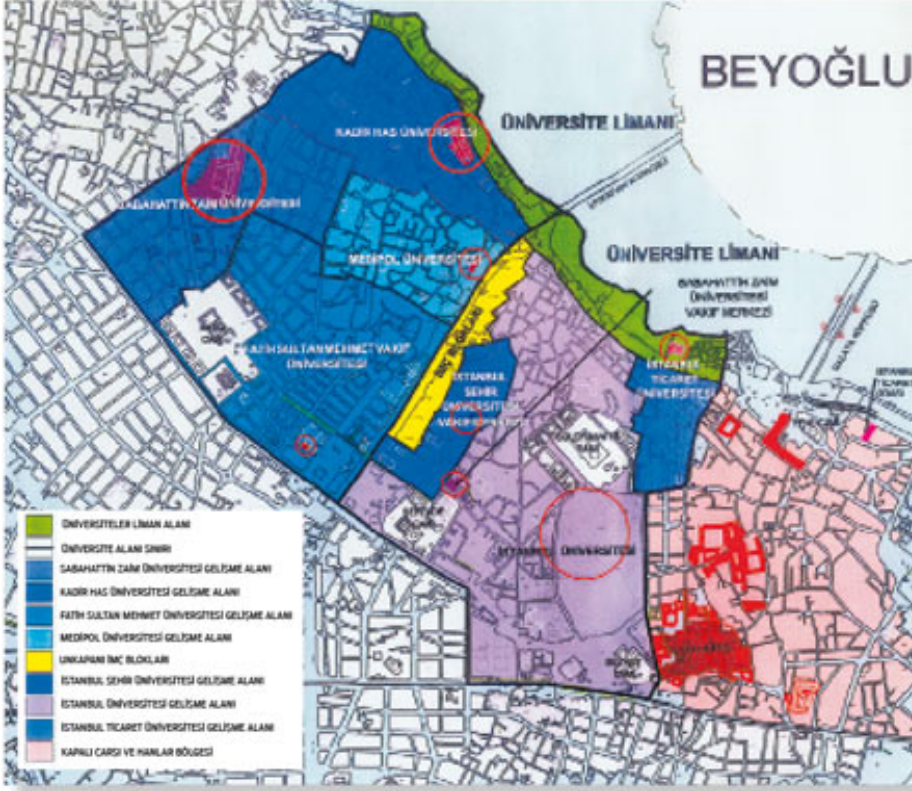 BEYOĞLU
ÜNİVERSİTE LİMANI
KADİR HAS ÜNİVERSİTESİ
SABAHATTİN ZAİM ÜNİVERSİTESİ
MEDİPOL ÜNİVERSİTESİ
ÜNİVERSİTE LİMANI
SABAHATTİN ZAİM
ÜNİVERSİTESİ
VAKIF MERKEZİ
FATİH SULTAN MEHMET VAKIF
ÜNİVERSİTESİ
İSTANBUL
ŞEHİR
ÜNİVERSİTESİ
VAKIF
İSTANBUL
TİCARET
ÜNİVERSİTESİ
İSTANBUL ÜNİVERSİTESİ
ÜNİVERSİTELER LİMAN ALANI
ÜNİVERSİTE ALANI SINIRI
SABAHATTİN ZAİM ÜNİVERSİTESİ GELİŞME ALANI
KADİR HAS ÜNİVERSİTESİ GELİŞME ALANI
FATİH SULTAN MEHMET ÜNİVERSİTESİ GELİŞME ALANI
MEDİPOL ÜNİVERSİTESİ GELİŞME ALANI
UNKAPANI İMÇ BLOKLARI
İSTANBUL ŞEHİR ÜNİVERSİTESİ GELİŞME ALANI
İSTANBUL ÜNİVERSİTESİ GELİŞME ALANI
İSTANBUL TİCARET ÜNİVERSİTESİ GELİŞME ALANI
KAPALI CARSI VE HANLAR BÖLGESİ